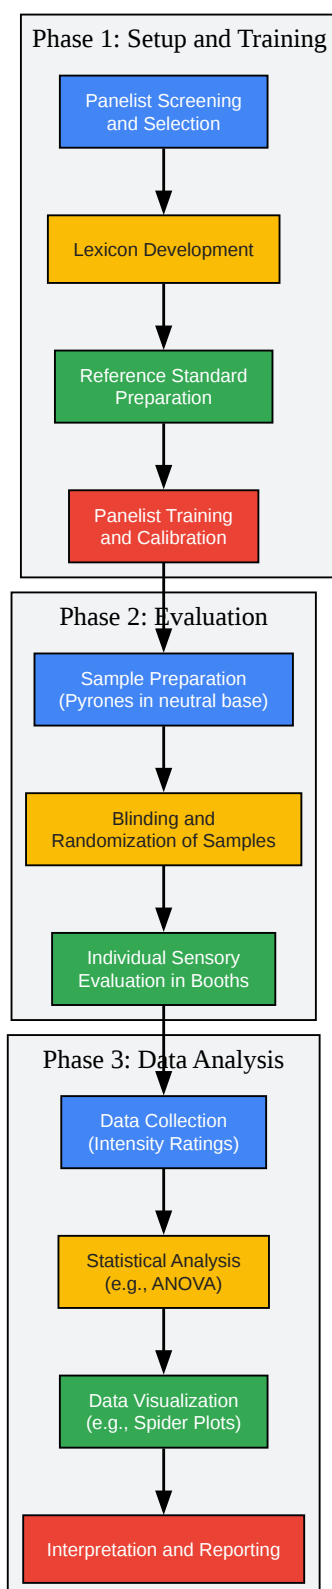 Phase 1: Setup and Training
Panelist Screening
and Selection
Lexicon Development
Reference Standard
Preparation
Panelist Training
and Calibration
Phase 2: Evaluation
Sample Preparation
(Pyrones in neutral base)
Blinding and
Randomization of Samples
Individual Sensory
Evaluation in Booths
Phase 3: Data Analysis
Data Collection
(Intensity Ratings)
Statistical Analysis
(e.g., ANOVA)
Data Visualization
(e.g., Spider Plots)
Interpretation and Reporting